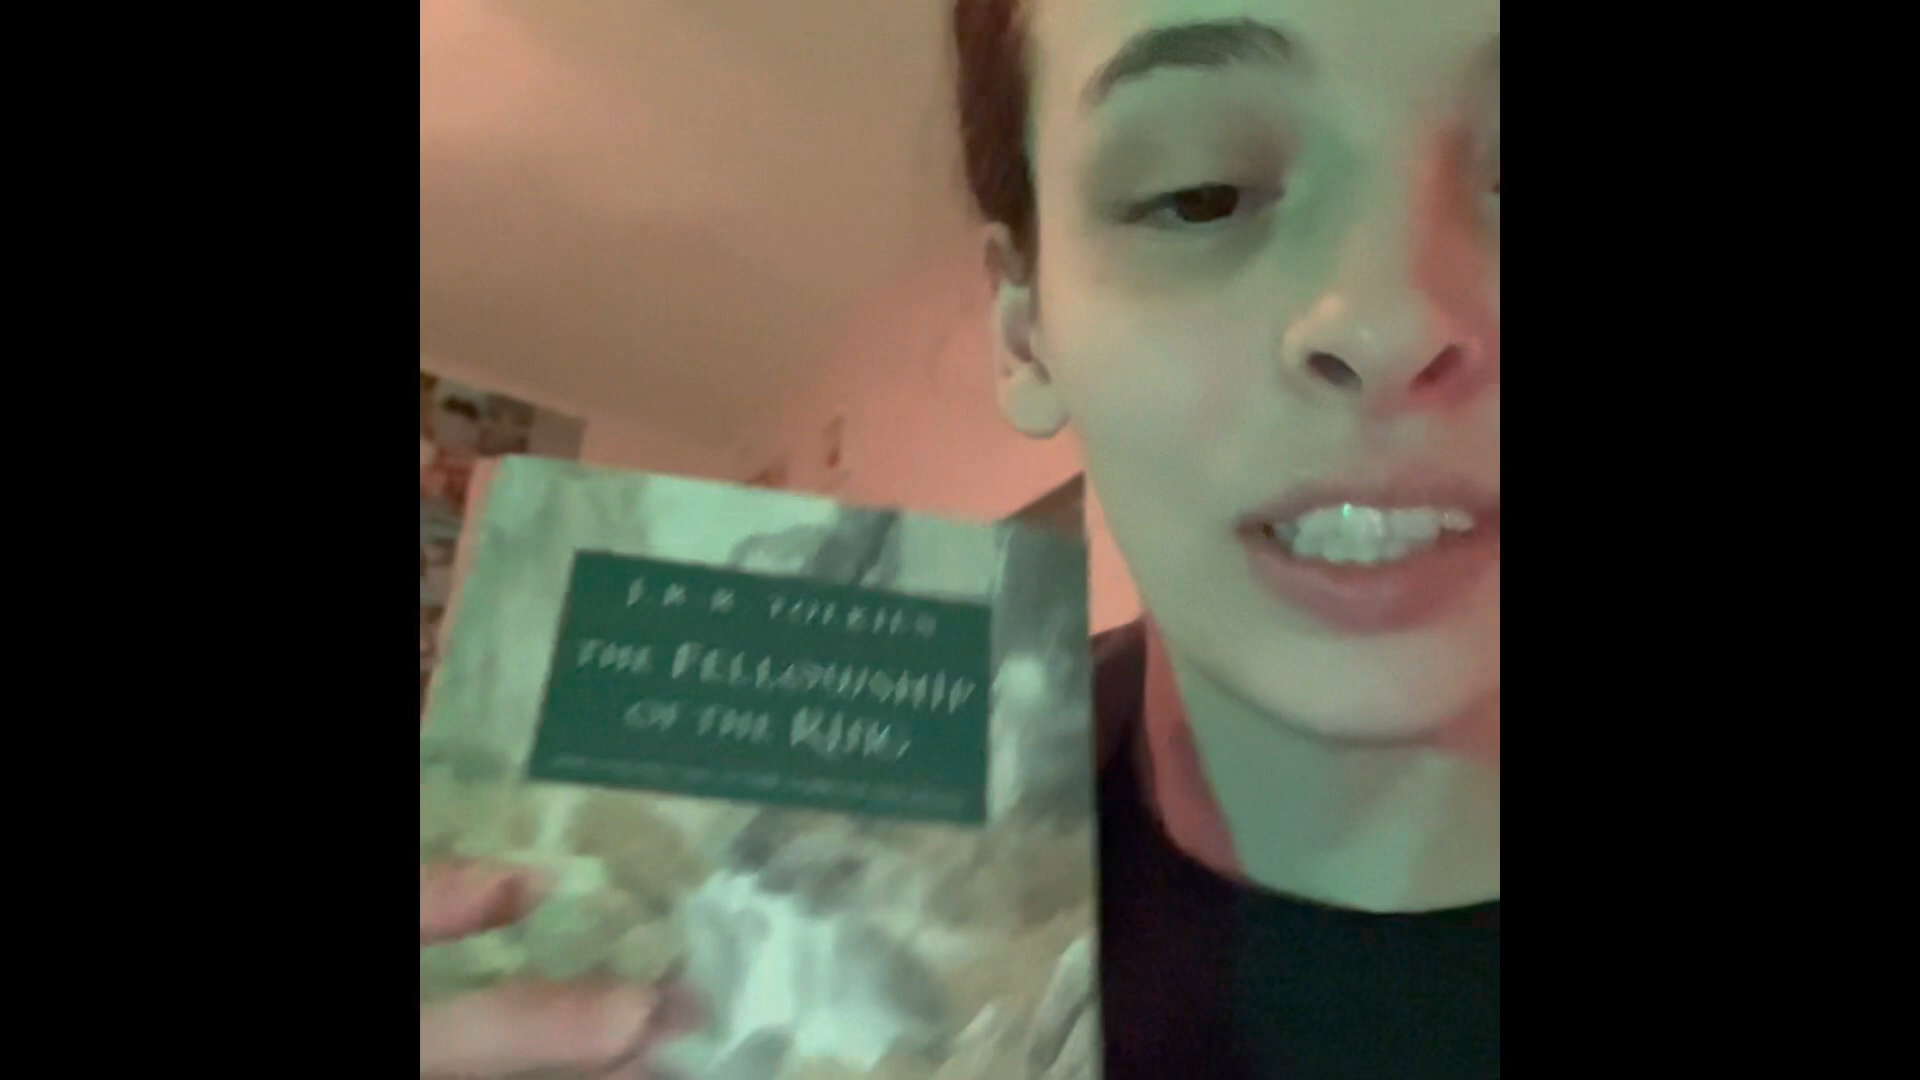 J. R. R. TOLKIEN
THE FELLOWSHIP
OF THE RING